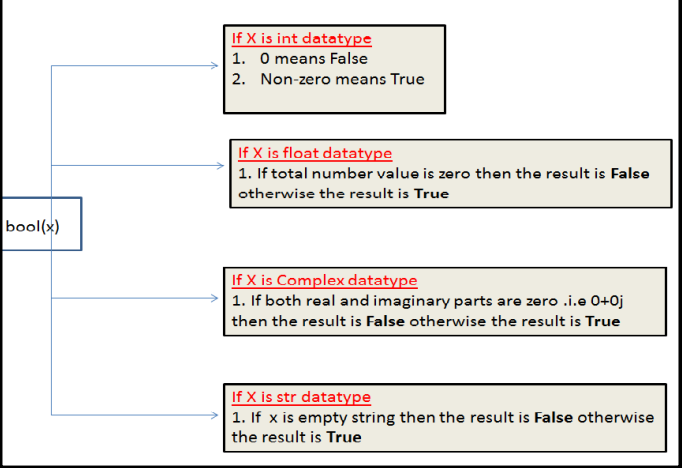 If X is int datatype
1. 0 means False
2. Non-zero means True
If X is float datatype
1. If total number value is zero then the result is False
otherwise the result is True
bool(x)
If X is Complex datatype
1. If both real and imaginary parts are zero .i.e 0+0j
then the result is False otherwise the result is True
If X is str datatype
1. If x is empty string then the result is False otherwise
the result is True